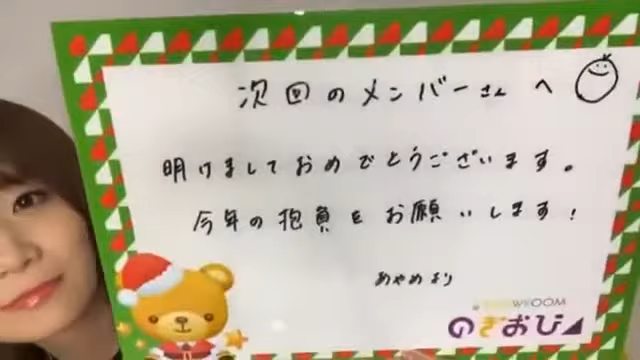 次回のメンバーさんへ
明けましておめでとうございます。
今年の抱負をお願いします!
あやめより
WROOM
のぎおび